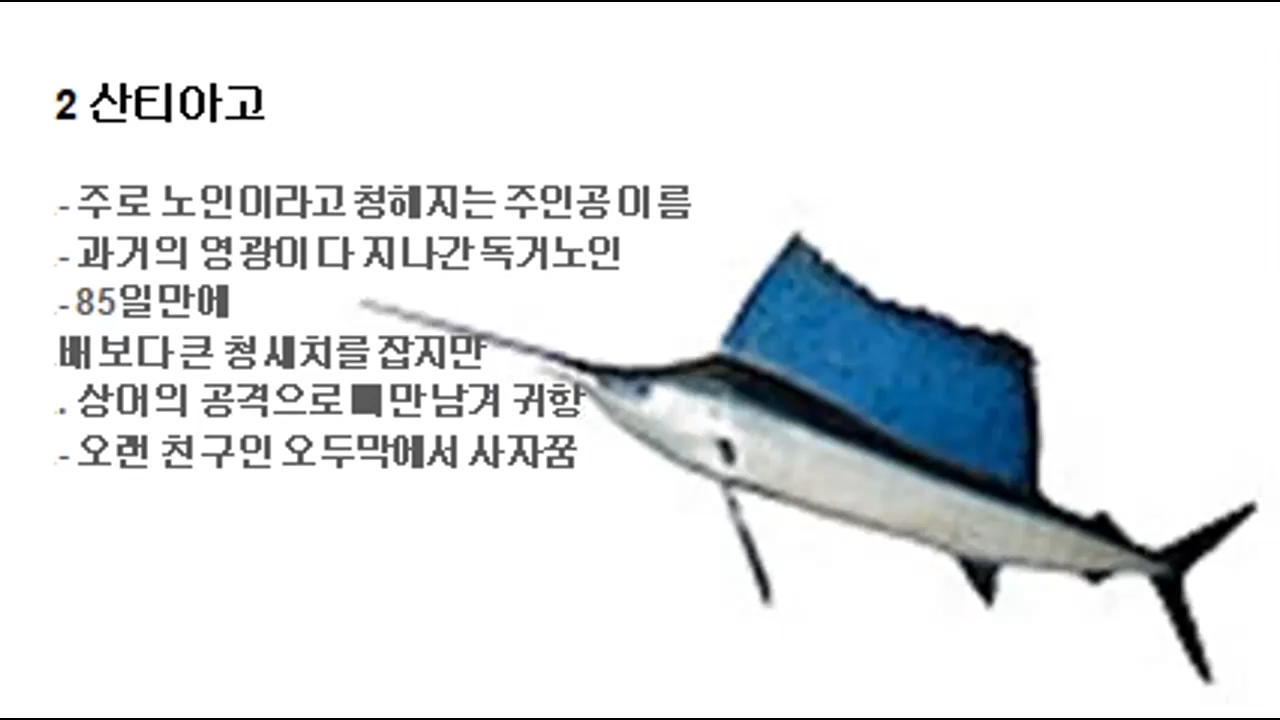 2 산티아고
- 주로 노인이라고 칭해지는 주인공 이름
- 과거의 영광이 다 지나간 독거노인
- 85일만에
배보다 큰 청새치를 잡지만
. 상어의 공격으로 만 남겨 귀항
- 오랜 친구인 오두막에서 사자꿈